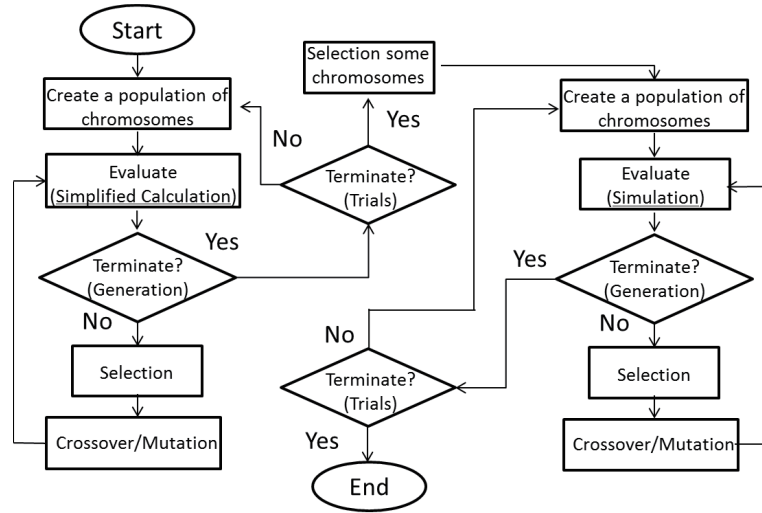 Start
Create a population of
chromosomes
Evaluate
(Simplified Calculation)
Terminate?
(Generation)
Yes
No
Selection
Crossover/Mutation
Selection some
chromosomes
Yes
No
Terminate?
(Trials)
Create a population of
chromosomes
Evaluate
(Simulation)
Terminate?
(Generation)
Yes
No
Selection
Crossover/Mutation
No
Terminate?
(Trials)
Yes
End